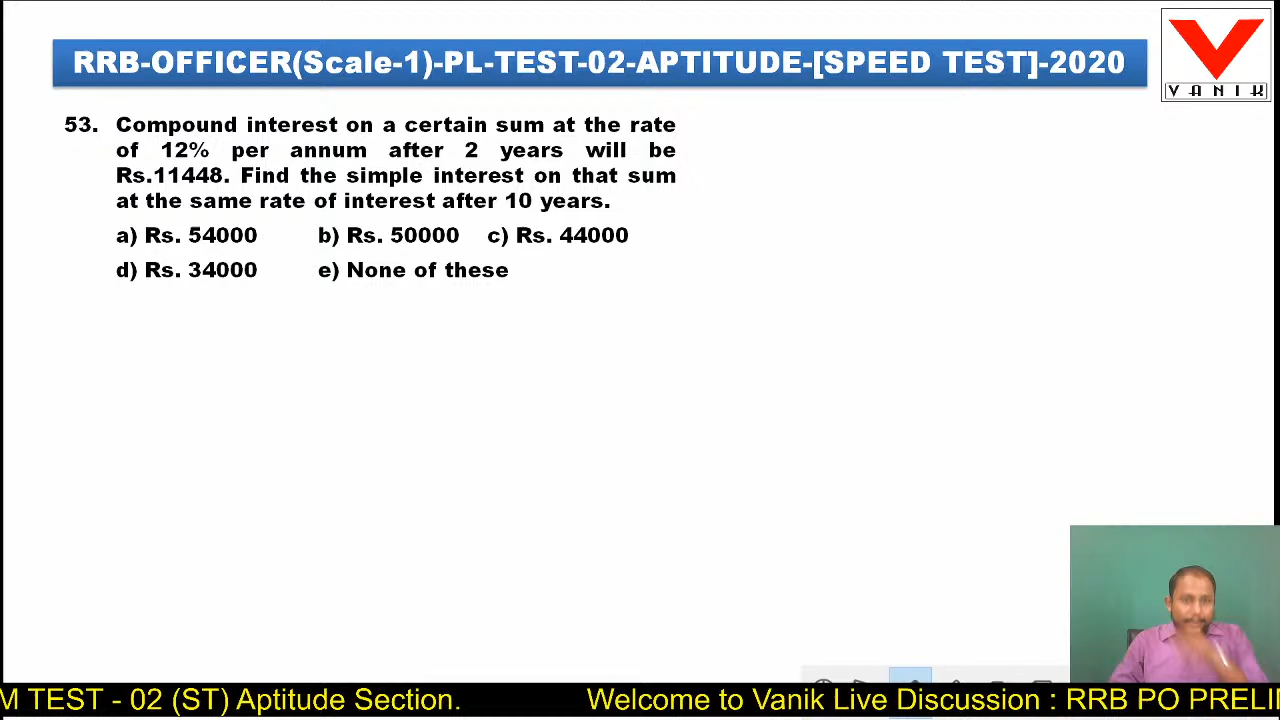 RRB-OFFICER(Scale-1)-PL-TEST-02-APTITUDE-[SPEED TEST]-2020
VANIK
53. Compound interest on a certain sum at the rate
of 12% per annum after 2 years will be
Rs.11448. Find the simple interest on that sum
at the same rate of interest after 10 years.
a) Rs. 54000 b) Rs. 50000 c) Rs. 44000
d) Rs. 34000 e) None of these
M TEST - 02 (ST) Aptitude Section. Welcome to Vanik Live Discussion : RRB PO PRELI